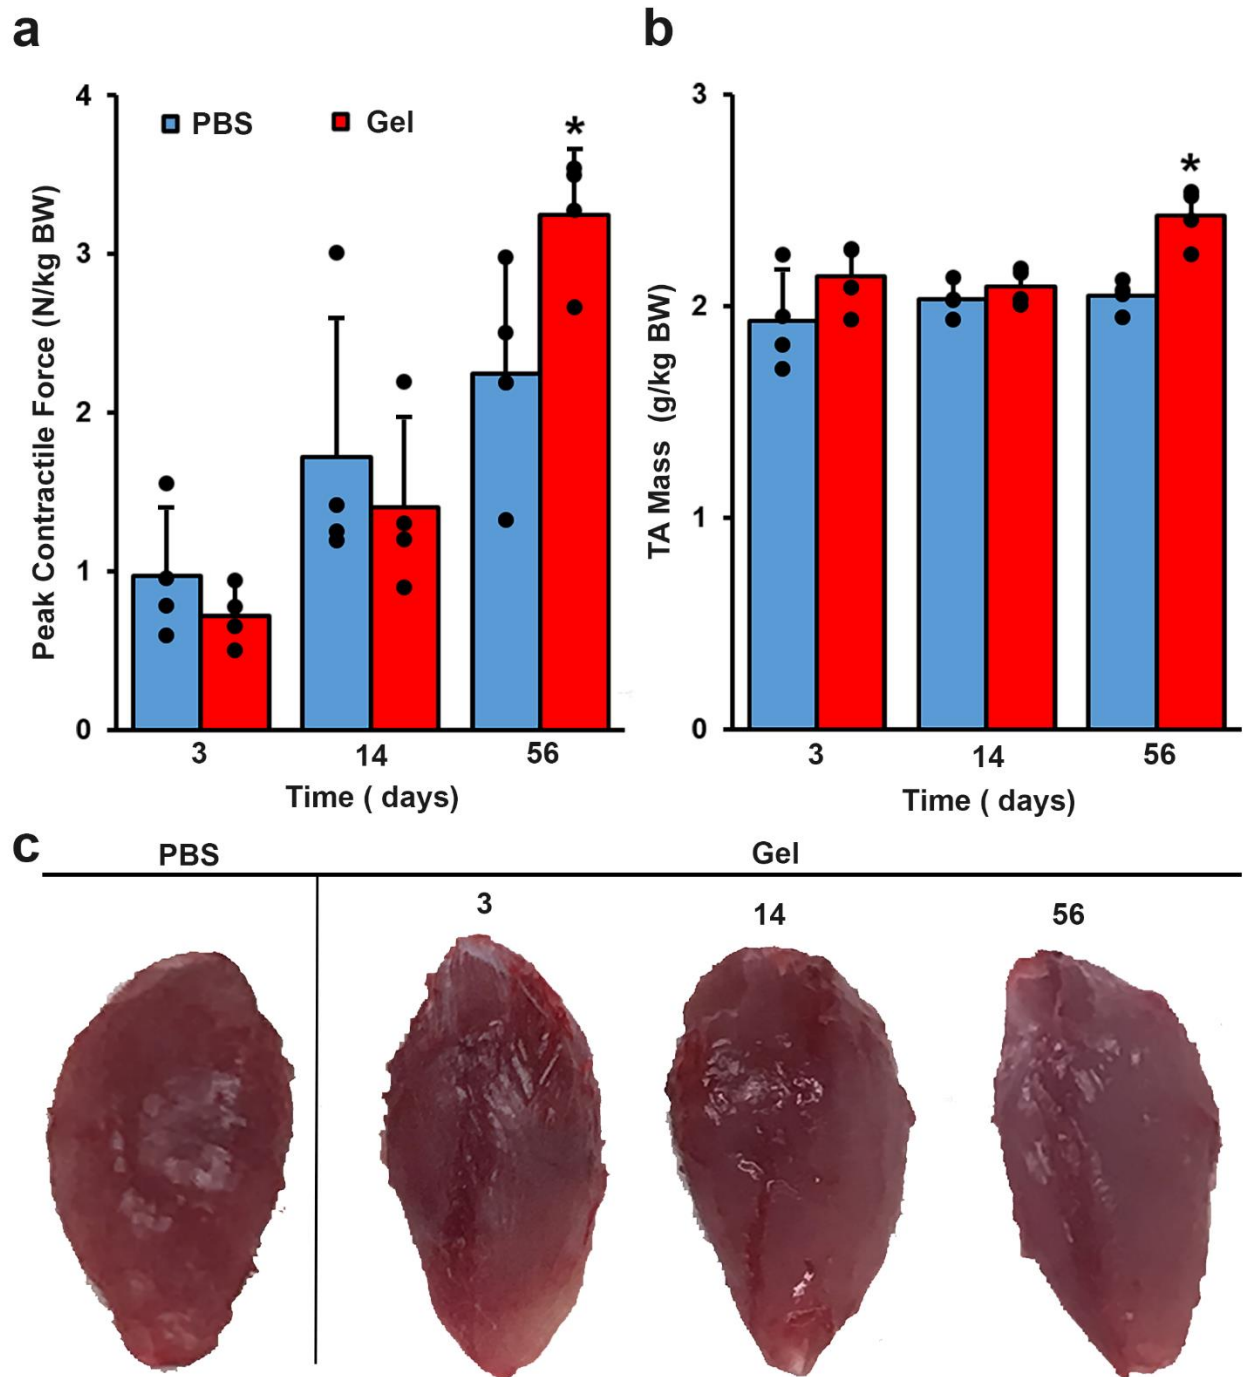 a
b
4
3
2
1
0
PBS
Gel
*
Peak Contractile Force (N/kg BW)
3
14
56
Time ( days)
3
2
1
0
*
TA Mass (g/kg BW)
3
14
56
Time ( days)
c
PBS
Gel
3
14
56